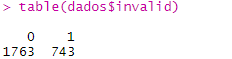 > table(dados$invalid)
   0    1
1763  743